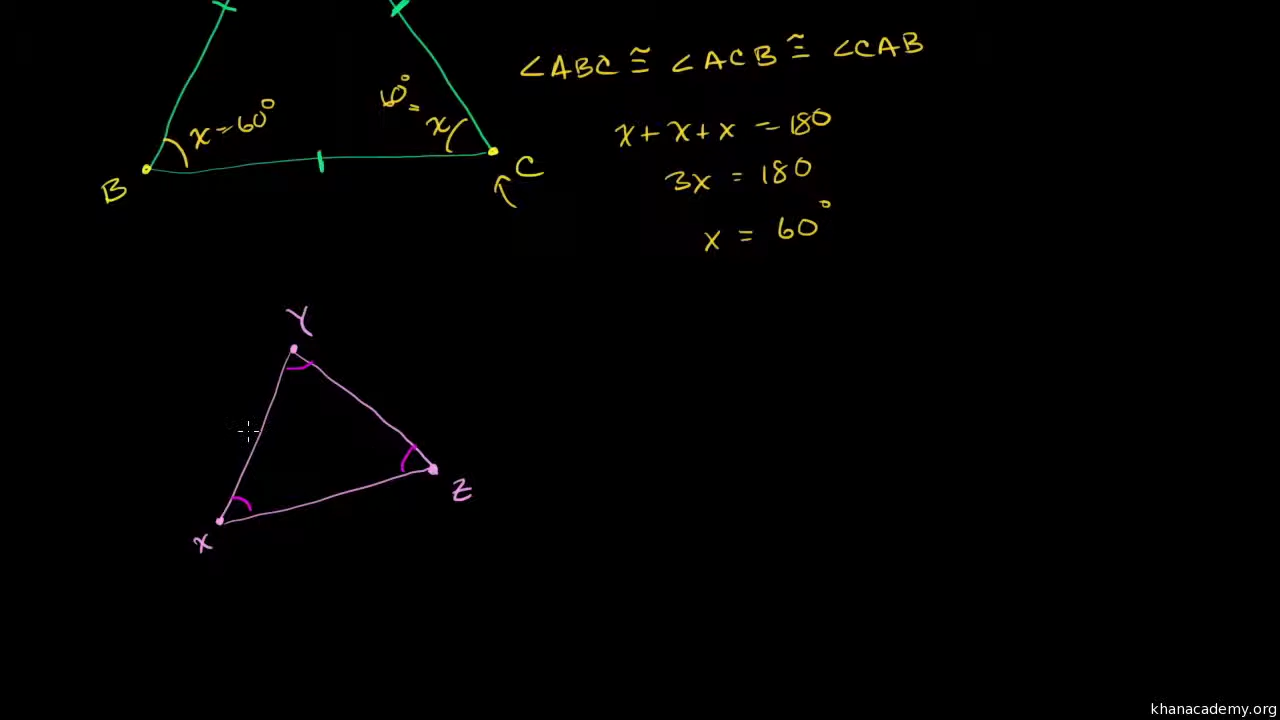 ∠ABC ≅ ∠ACB ≅ ∠CAB
x = 60°
60° = x
x + x + x = 180
B
C
3x = 180
x = 60°
Y
Z
X
khanacademy.org